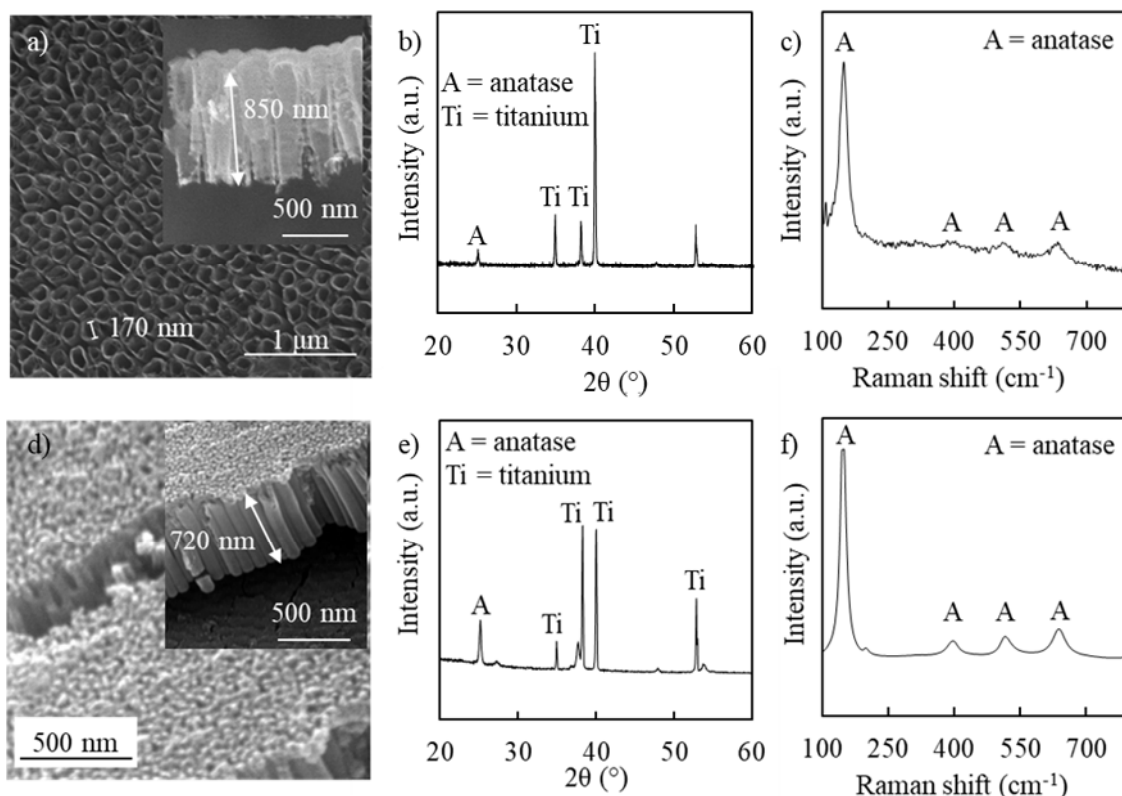 a)
850 nm
500 nm
170 nm
1 µm
b)
A = anatase
Ti = titanium
Ti
Ti
Ti
A
Intensity (a.u.)
20 30 40 50 60
2θ (°)
c)
A = anatase
A
A
A
A
Intensity (a.u.)
100 250 400 550 700
Raman shift (cm⁻¹)
d)
720 nm
500 nm
500 nm
e)
A = anatase
Ti = titanium
Ti
Ti
Ti
A
Ti
Intensity (a.u.)
20 30 40 50 60
2θ (°)
f)
A = anatase
A
A
A
A
Intensity (a.u.)
100 250 400 550 700
Raman shift (cm⁻¹)